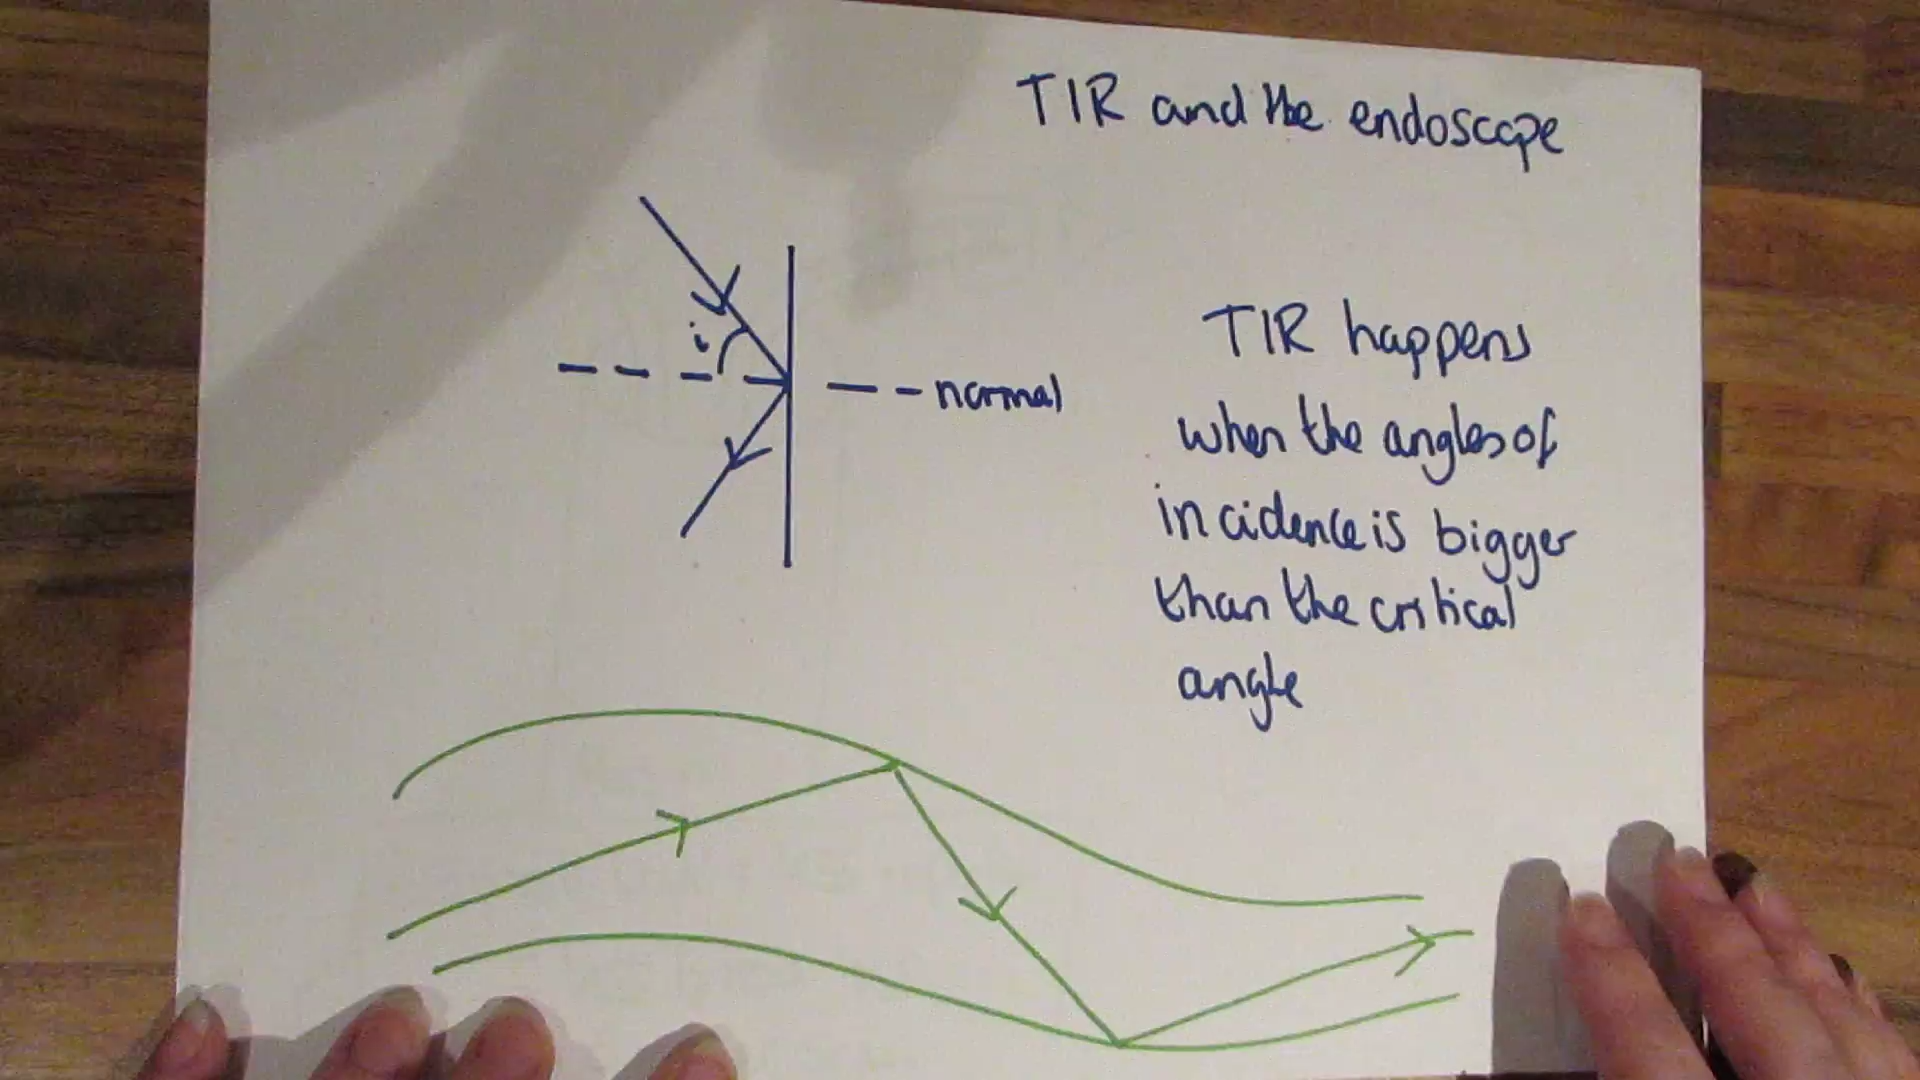 TIR and the endoscope
i
normal
TIR happens
when the angles of
incidence is bigger
than the critical
angle